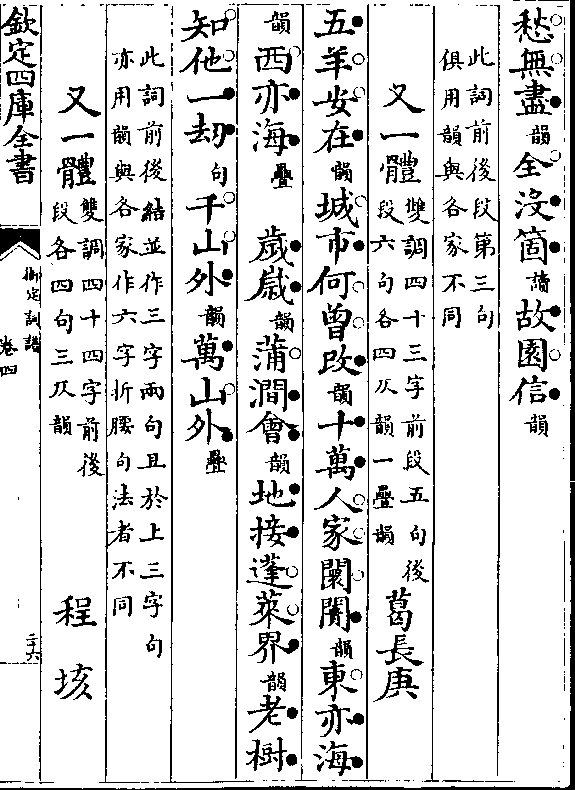 愁無盡韻全没箇讀故園信韻
此詞前後段第三句
俱用韻與各家不同
又一體雙調四十三字前段五句後
段六句各四仄韻一疊韻
葛長庚
五羊安在韻城市何曾改韻十萬人家闤闠韻東亦海
韻西亦海疊　歲歲韻蒲澗會韻地接蓬萊界韻老樹
知他一刼句千山外韻萬山外疊
此詞前後結並作三字兩句且於上三字句
亦用韻與各家作六字折腰句法者不同
又一體雙調四十四字前後
段各四句三仄韻
程垓
欽定四庫全書
御定詞譜
卷四
二十六